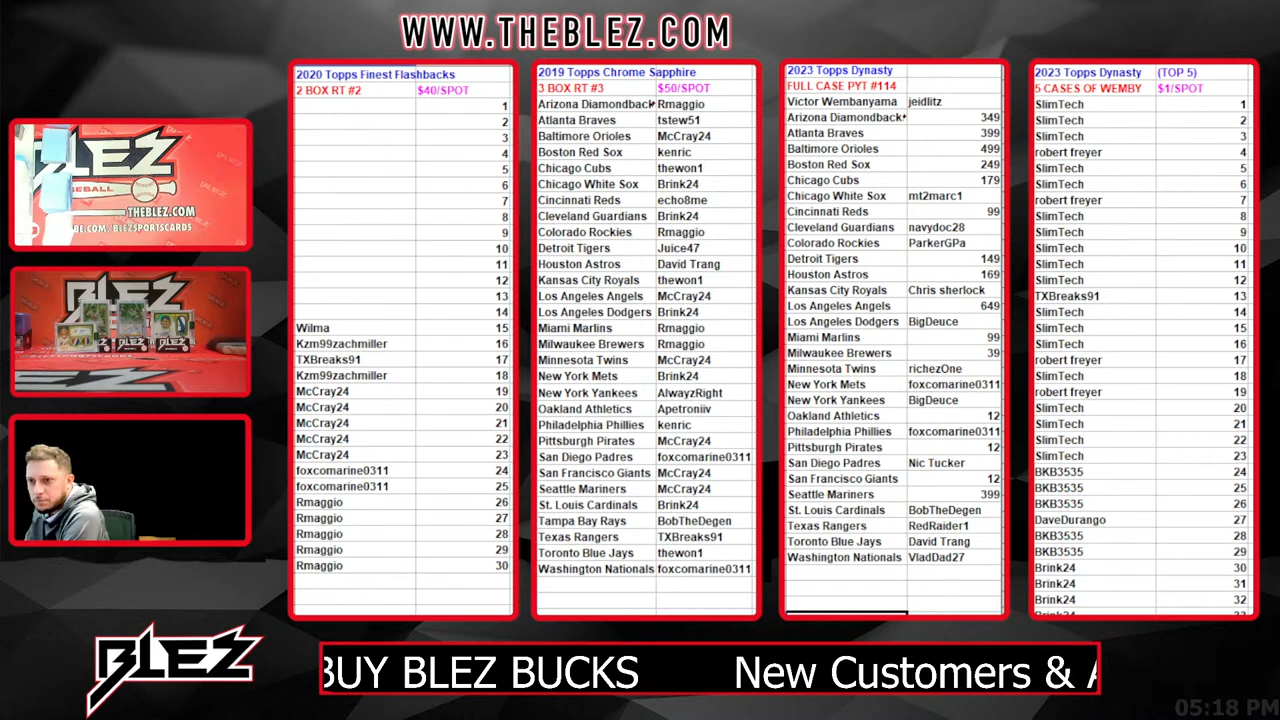 WWW.THEBLEZ.COM
BLEZ
BASEBALL
THEBLEZ.COM
BE.COM/BLEZSPORTSCARDS
2020 Topps Finest Flashbacks
2 BOX RT #2 $40/SPOT
1
2
3
4
5
6
7
8
9
10
11
12
13
14
Wilma 15
Kzm99zachmiller 16
TXBreaks91 17
Kzm99zachmiller 18
McCray24 19
McCray24 20
McCray24 21
McCray24 22
McCray24 23
foxcomarine0311 24
foxcomarine0311 25
Rmaggio 26
Rmaggio 27
Rmaggio 28
Rmaggio 29
Rmaggio 30
2019 Topps Chrome Sapphire
3 BOX RT #3 $50/SPOT
Arizona Diamondback Rmaggio
Atlanta Braves tstew51
Baltimore Orioles McCray24
Boston Red Sox kenric
Chicago Cubs thewon1
Chicago White Sox Brink24
Cincinnati Reds echo8me
Cleveland Guardians Brink24
Colorado Rockies Rmaggio
Detroit Tigers Juice47
Houston Astros David Trang
Kansas City Royals thewon1
Los Angeles Angels McCray24
Los Angeles Dodgers Brink24
Miami Marlins Rmaggio
Milwaukee Brewers Rmaggio
Minnesota Twins McCray24
New York Mets Brink24
New York Yankees AlwayzRight
Oakland Athletics Apetroniiv
Philadelphia Phillies kenric
Pittsburgh Pirates McCray24
San Diego Padres foxcomarine0311
San Francisco Giants McCray24
Seattle Mariners McCray24
St. Louis Cardinals Brink24
Tampa Bay Rays BobTheDegen
Texas Rangers TXBreaks91
Toronto Blue Jays thewon1
Washington Nationals foxcomarine0311
2023 Topps Dynasty
FULL CASE PYT #114
Victor Wembanyama jeidlitz
Arizona Diamondback 349
Atlanta Braves 399
Baltimore Orioles 499
Boston Red Sox 249
Chicago Cubs 179
Chicago White Sox mt2marc1
Cincinnati Reds 99
Cleveland Guardians navydoc28
Colorado Rockies ParkerGPa
Detroit Tigers 149
Houston Astros 169
Kansas City Royals Chris sherlock
Los Angeles Angels 649
Los Angeles Dodgers BigDeuce
Miami Marlins 99
Milwaukee Brewers 39
Minnesota Twins richezOne
New York Mets foxcomarine0311
New York Yankees BigDeuce
Oakland Athletics 12
Philadelphia Phillies foxcomarine0311
Pittsburgh Pirates 12
San Diego Padres Nic Tucker
San Francisco Giants 12
Seattle Mariners 399
St. Louis Cardinals BobTheDegen
Texas Rangers RedRaider1
Toronto Blue Jays David Trang
Washington Nationals VladDad27
2023 Topps Dynasty (TOP 5)
5 CASES OF WEMBY $1/SPOT
SlimTech 1
SlimTech 2
SlimTech 3
robert freyer 4
SlimTech 5
SlimTech 6
robert freyer 7
SlimTech 8
SlimTech 9
SlimTech 10
SlimTech 11
SlimTech 12
TXBreaks91 13
SlimTech 14
SlimTech 15
SlimTech 16
robert freyer 17
SlimTech 18
robert freyer 19
SlimTech 20
SlimTech 21
SlimTech 22
SlimTech 23
BKB3535 24
BKB3535 25
BKB3535 26
DaveDurango 27
BKB3535 28
BKB3535 29
Brink24 30
Brink24 31
Brink24 32
Brink24 33
BLEZ
BUY BLEZ BUCKS New Customers &
05:18 PM